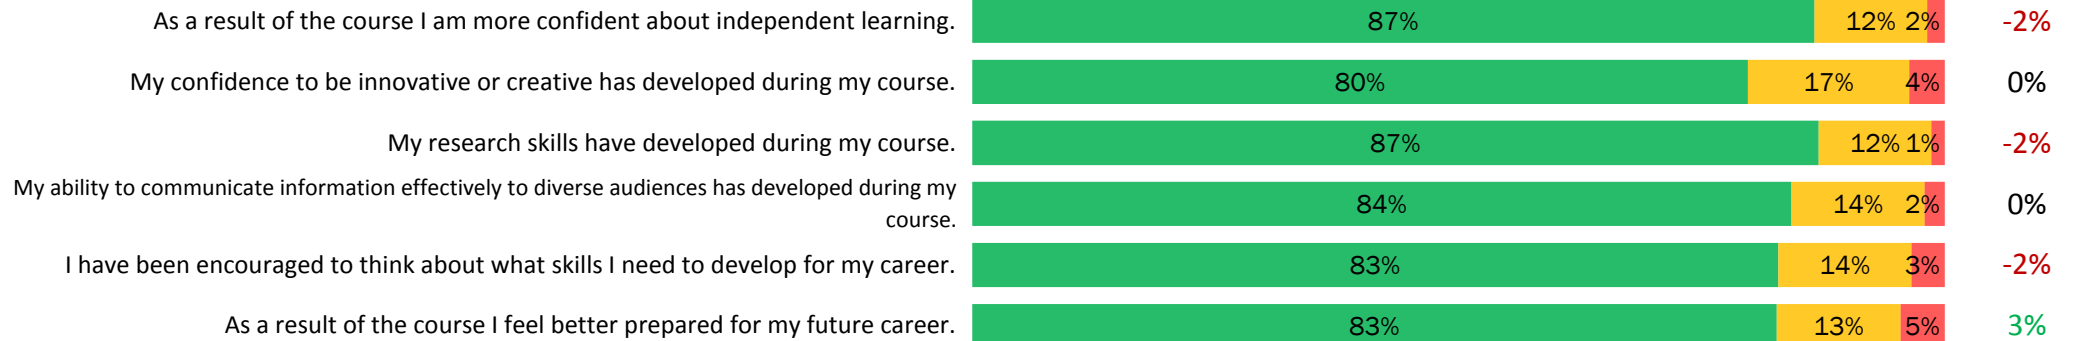 As a result of the course I am more confident about independent learning. 87% 12% 2% -2%
My confidence to be innovative or creative has developed during my course. 80% 17% 4% 0%
My research skills have developed during my course. 87% 12% 1% -2%
My ability to communicate information effectively to diverse audiences has developed during my
course. 84% 14% 2% 0%
I have been encouraged to think about what skills I need to develop for my career. 83% 14% 3% -2%
As a result of the course I feel better prepared for my future career. 83% 13% 5% 3%